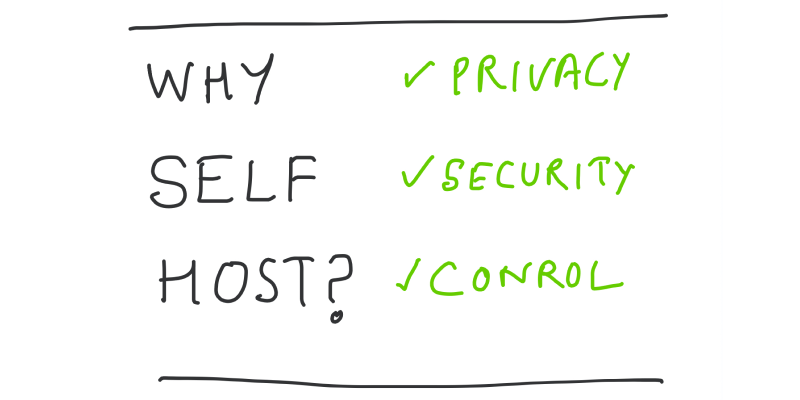 WHY
SELF
HOST?
✓ PRIVACY
✓ SECURITY
✓ CONROL